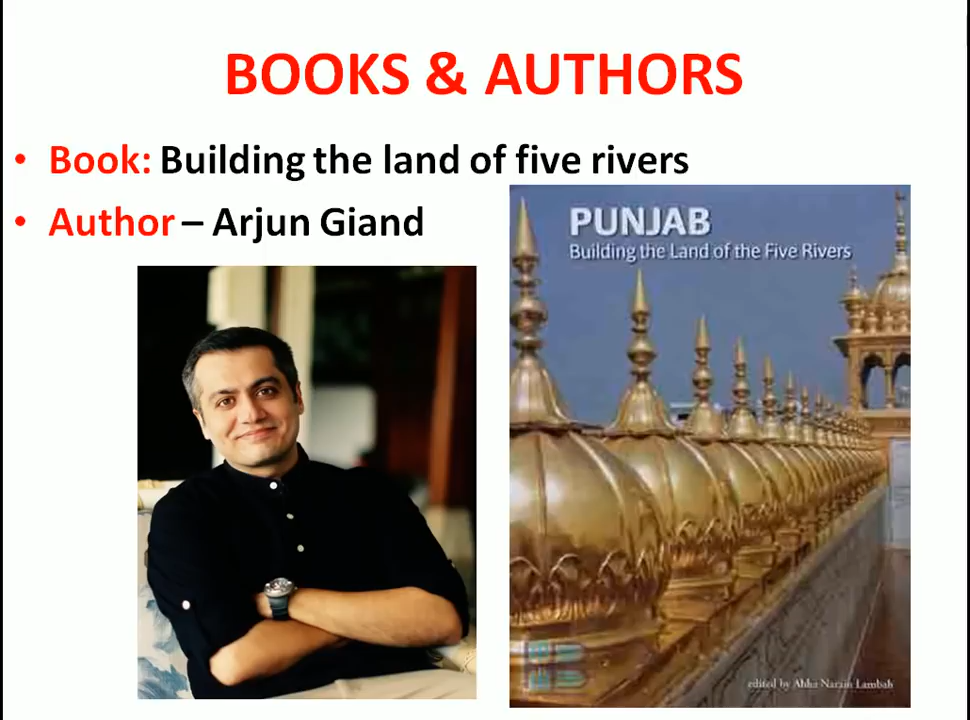 BOOKS & AUTHORS
• Book: Building the land of five rivers
• Author – Arjun Giand
PUNJAB
Building the Land of the Five Rivers
edited by Abha Narain Lambah